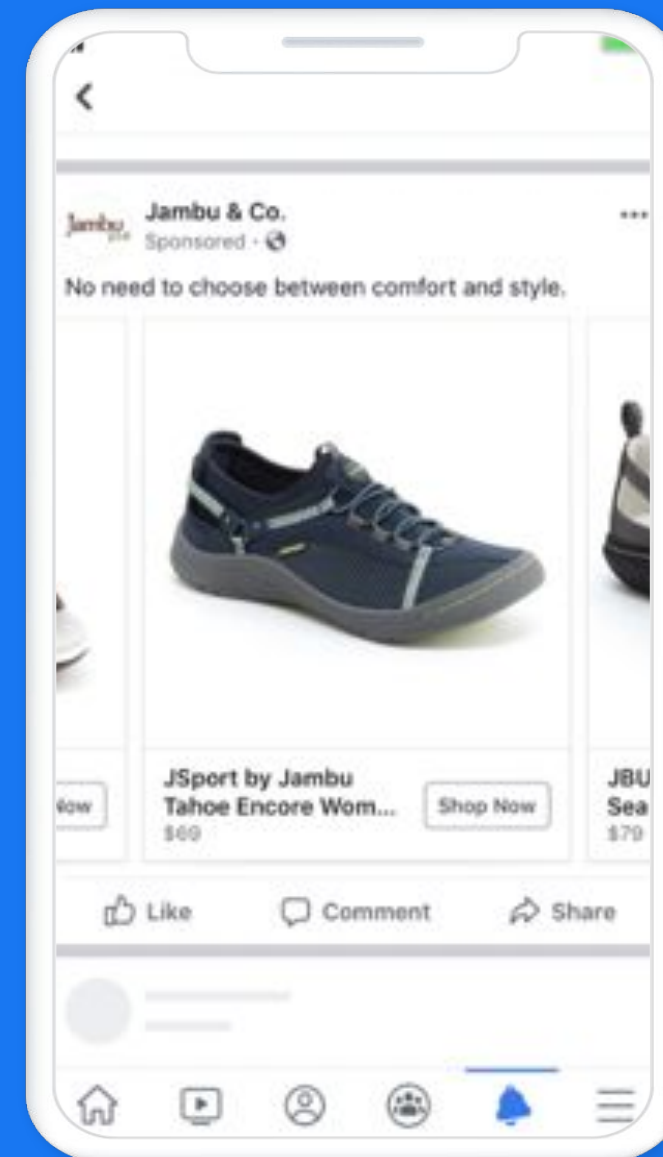 Jambu
Jambu & Co.
Sponsored ·
No need to choose between comfort and style.
JSport by Jambu
Tahoe Encore Wom...
$69
Shop Now
JBU
Sea
$79
Like
Comment
Share